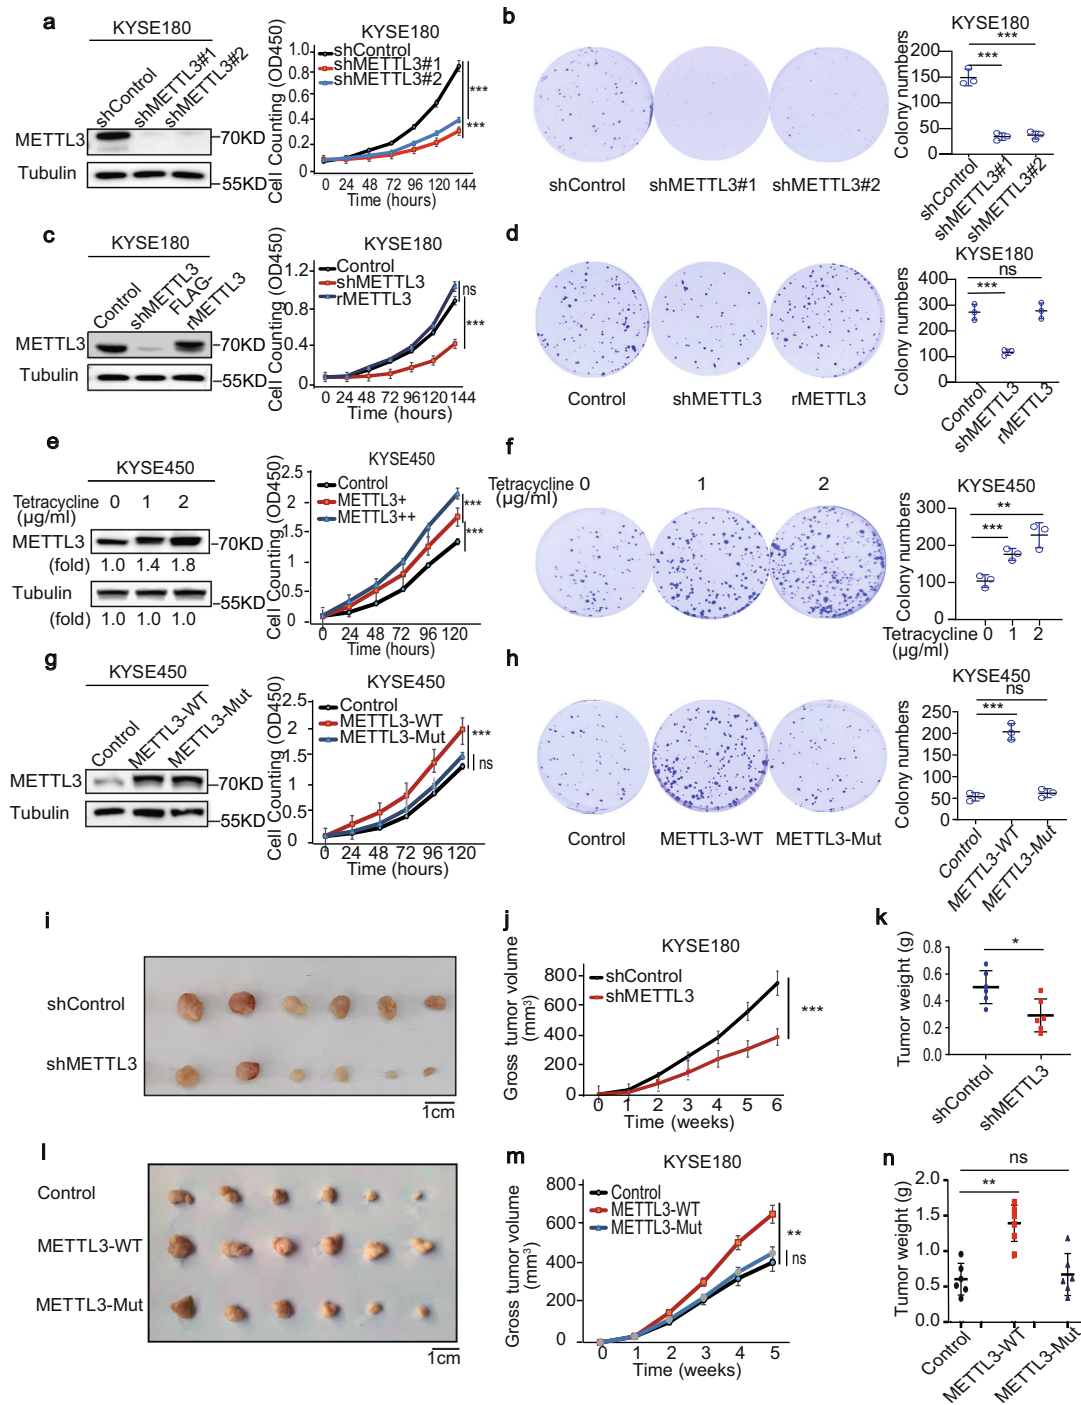 a
KYSE180
shControl
shMETTL3#1
shMETTL3#2
METTL3
Tubulin
–70KD
–55KD
KYSE180
Cell Counting (OD450)
1.0
0.8
0.6
0.4
0.2
0
shControl
shMETTL3#1
shMETTL3#2
***
***
0 24 48 72 96 120 144
Time (hours)
b
shControl shMETTL3#1 shMETTL3#2
KYSE180
Colony numbers
200
150
100
50
0
***
***
shControl
shMETTL3#1
shMETTL3#2
c
KYSE180
Control
shMETTL3
FLAG-
rMETTL3
METTL3
Tubulin
–70KD
–55KD
KYSE180
Cell Counting (OD450)
1.2
0.8
0.4
0
Control
shMETTL3
rMETTL3
ns
***
0 24 48 72 96 120 144
Time (hours)
d
Control shMETTL3 rMETTL3
KYSE180
Colony numbers
400
300
200
100
0
ns
***
Control
shMETTL3
rMETTL3
e
KYSE450
Tetracycline 0 1 2
(μg/ml)
METTL3
–70KD
(fold) 1.0 1.4 1.8
Tubulin
–55KD
(fold) 1.0 1.0 1.0
KYSE450
Cell Counting (OD450)
2.5
2
1.5
1
0.5
0
Control
METTL3+
METTL3++
***
***
0 24 48 72 96 120
Time (hours)
f
Tetracycline 0 1 2
(μg/ml)
KYSE450
Colony numbers
300
200
100
0
**
***
Tetracycline 0 1 2
(μg/ml)
g
KYSE450
Control
METTL3-WT
METTL3-Mut
METTL3
Tubulin
–70KD
–55KD
KYSE450
Cell Counting (OD450)
2.5
2
1.5
1
0.5
0
Control
METTL3-WT
METTL3-Mut
***
ns
0 24 48 72 96 120
Time (hours)
h
Control METTL3-WT METTL3-Mut
KYSE450
Colony numbers
250
200
150
100
50
0
ns
***
Control
METTL3-WT
METTL3-Mut
i
shControl
shMETTL3
1cm
j
KYSE180
Gross tumor volume
(mm³)
800
600
400
200
0
shControl
shMETTL3
***
0 1 2 3 4 5 6
Time (weeks)
k
Tumor weight (g)
0.8
0.6
0.4
0.2
0.0
*
shControl
shMETTL3
l
Control
METTL3-WT
METTL3-Mut
1cm
m
KYSE180
Gross tumor volume
(mm³)
800
600
400
200
0
Control
METTL3-WT
METTL3-Mut
**
ns
0 1 2 3 4 5
Time (weeks)
n
Tumor weight (g)
2.0
1.5
1.0
0.5
0.0
ns
**
Control
METTL3-WT
METTL3-Mut